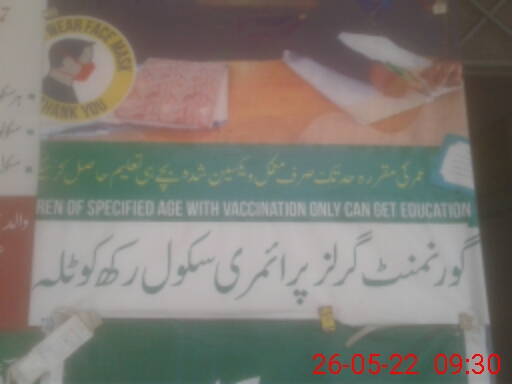 WEAR FACE MASK
THANK YOU
عمر کی مقررہ حد تک صرف مکمل ویکسین شدہ بچے ہی تعلیم حاصل کر
REN OF SPECIFIED AGE WITH VACCINATION ONLY CAN GET EDUCATION
گورنمنٹ گرلز پرائمری سکول رکھ کوٹلہ
والد
26-05-22 09:30